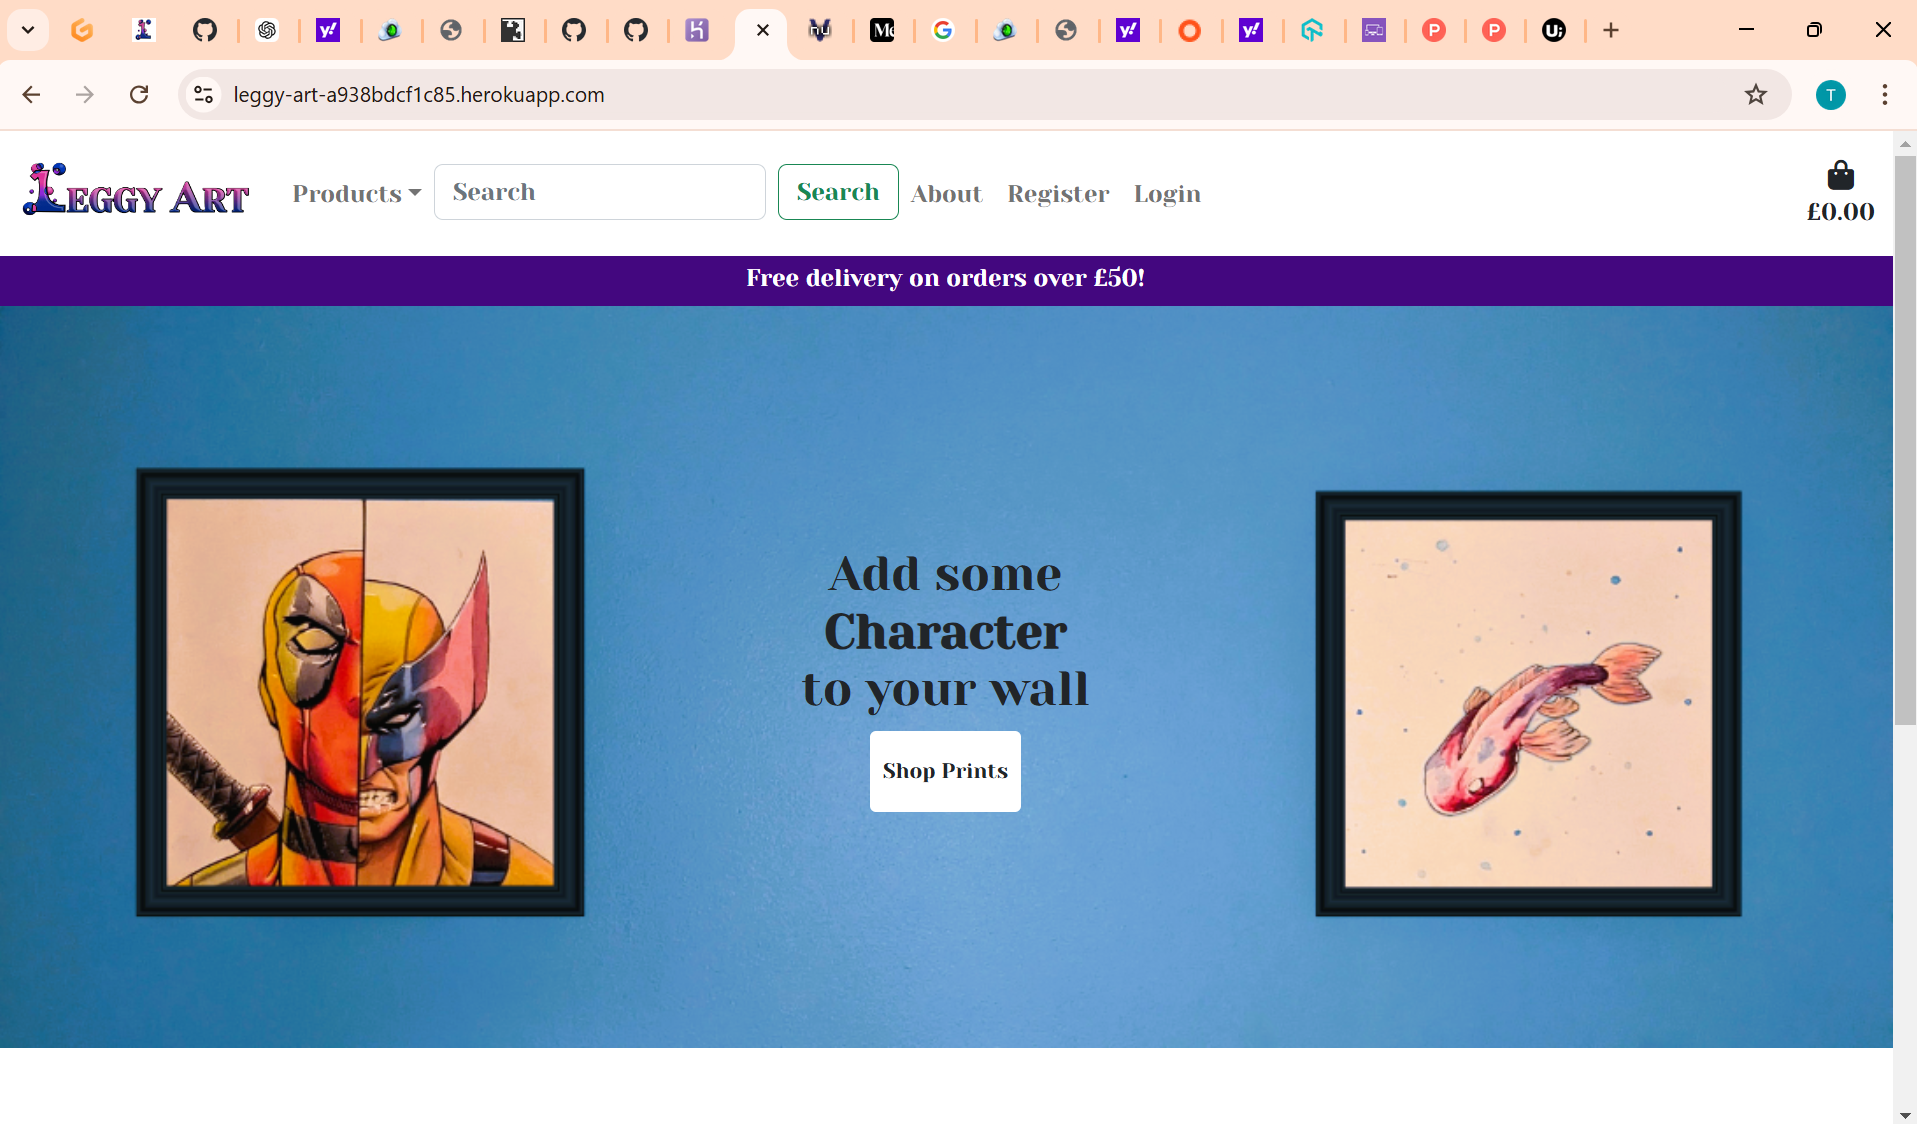 leggy-art-a938bdcf1c85.herokuapp.com
T
Leggy Art
Products
Search
Search
About
Register
Login
£0.00
Free delivery on orders over £50!
Add some
Character
to your wall
Shop Prints